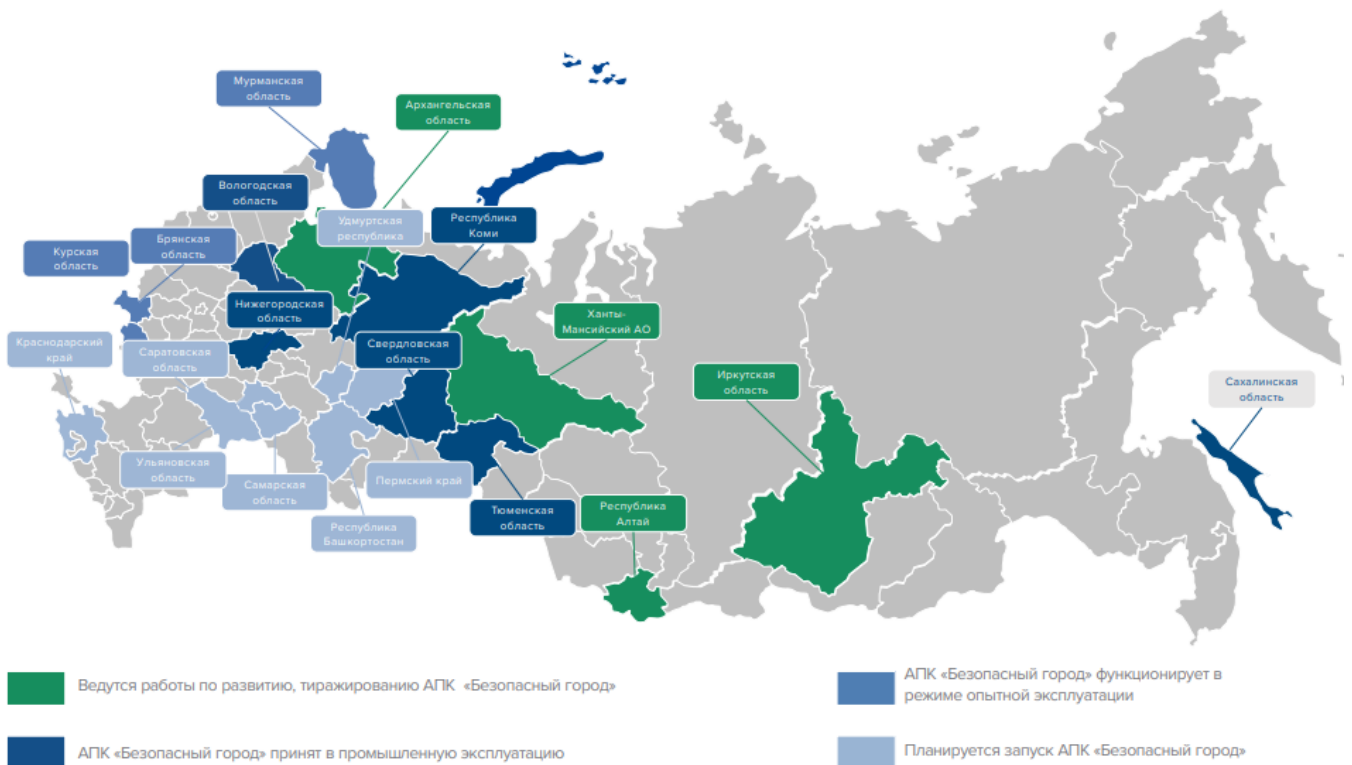 Мурманская
область
Архангельская
область
Вологодская
область
Удмуртская
республика
Республика
Коми
Курская
область
Брянская
область
Нижегородская
область
Ханты-
Мансийский АО
Краснодарский
край
Саратовская
область
Свердловская
область
Иркутская
область
Сахалинская
область
Ульяновская
область
Самарская
область
Пермский край
Республика
Башкортостан
Тюменская
область
Республика
Алтай
Ведутся работы по развитию, тиражированию АПК «Безопасный город»
АПК «Безопасный город» функционирует в
режиме опытной эксплуатации
АПК «Безопасный город» принят в промышленную эксплуатацию
Планируется запуск АПК «Безопасный город»